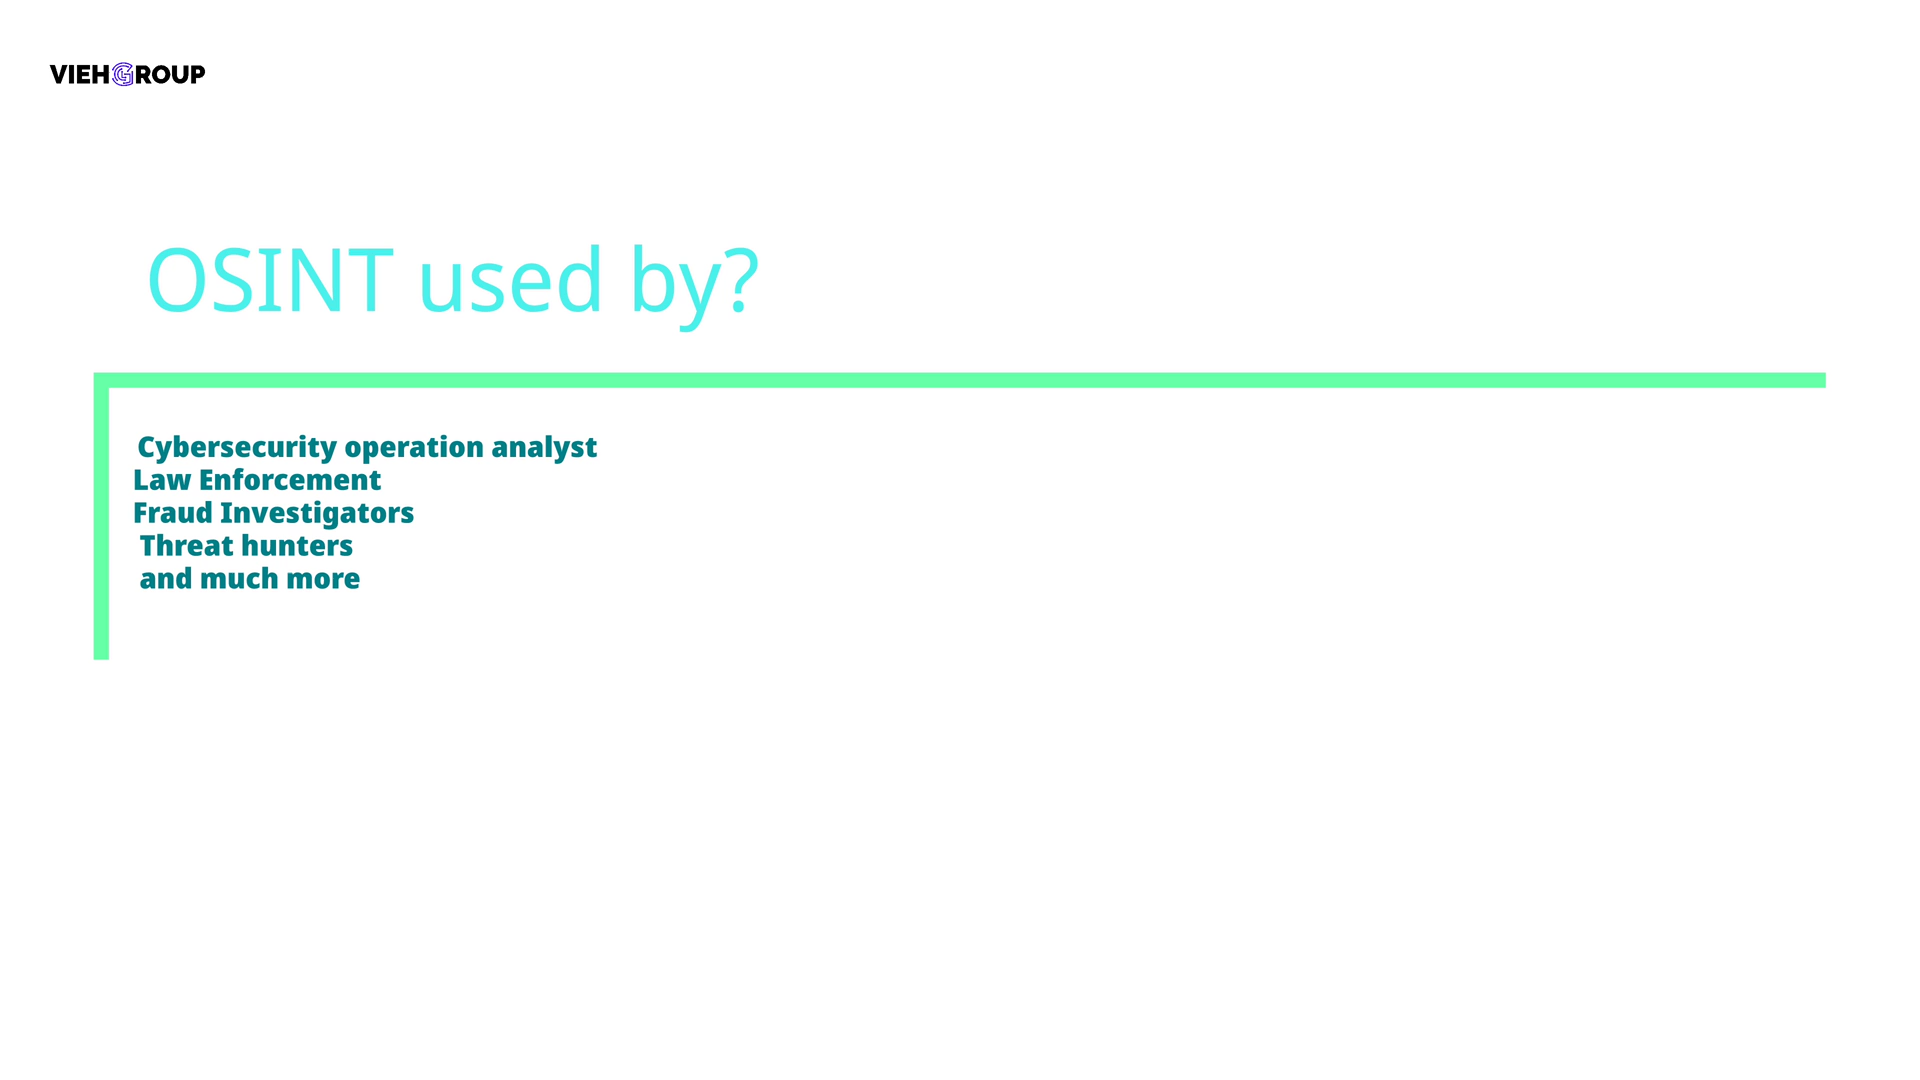 VIEHGROUP
OSINT used by?
Cybersecurity operation analyst
Law Enforcement
Fraud Investigators
Threat hunters
and much more